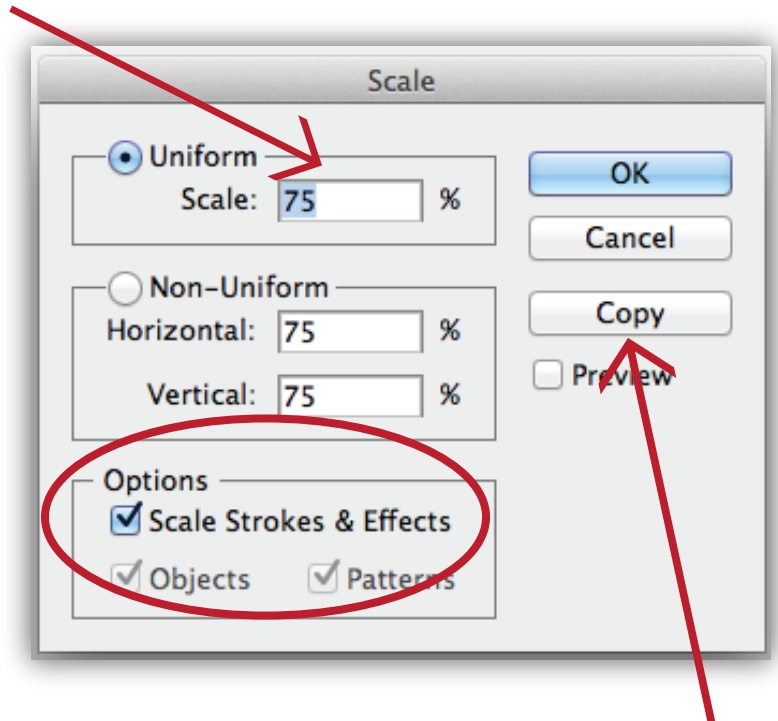 Scale
Uniform
Scale: 75 %
Non-Uniform
Horizontal: 75 %
Vertical: 75 %
Options
Scale Strokes & Effects
Objects Patterns
OK
Cancel
Copy
Preview